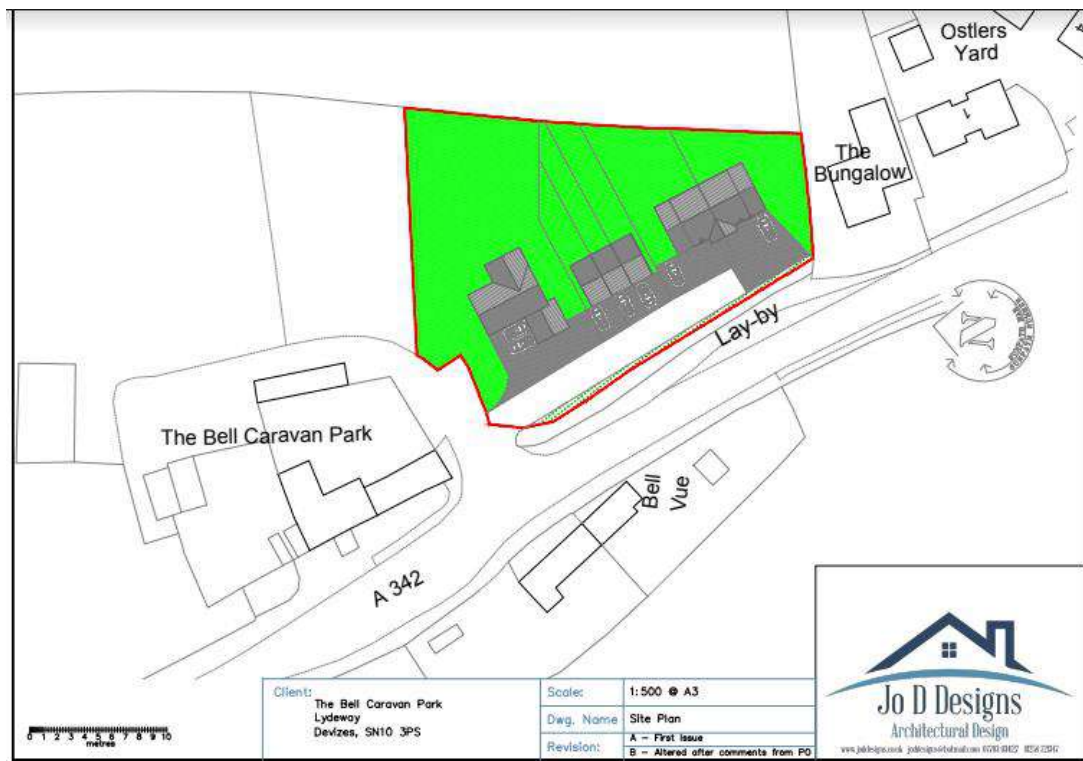 Ostlers
Yard
1
The
Bungalow
Lay-by
N
The Bell Caravan Park
Bell
Vue
A 342
Client:
The Bell Caravan Park
Lydeway
Devizes, SN10 3PS
Scale: 1:500 @ A3
Dwg. Name Site Plan
Revision: A - First Issue
B - Altered after comments from PO
0 1 2 3 4 5 6 7 8 9 10
metres
Jo D Designs
Architectural Design